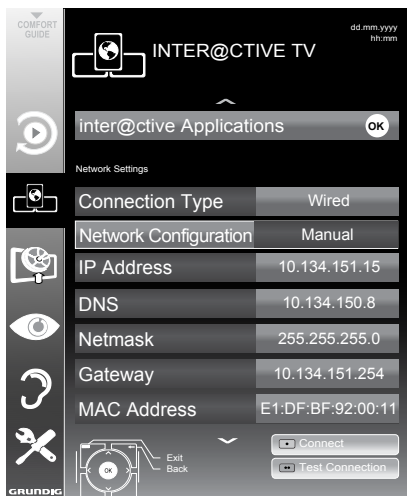 COMFORT
GUIDE
dd.mm.yyyy
hh:mm
INTER@CTIVE TV
inter@ctive Applications OK
Network Settings
Connection Type Wired
Network Configuration Manual
IP Address 10.134.151.15
DNS 10.134.150.8
Netmask 255.255.255.0
Gateway 10.134.151.254
MAC Address E1:DF:BF:92:00:11
OK
Exit
Back
Connect
Test Connection
GRUNDIG